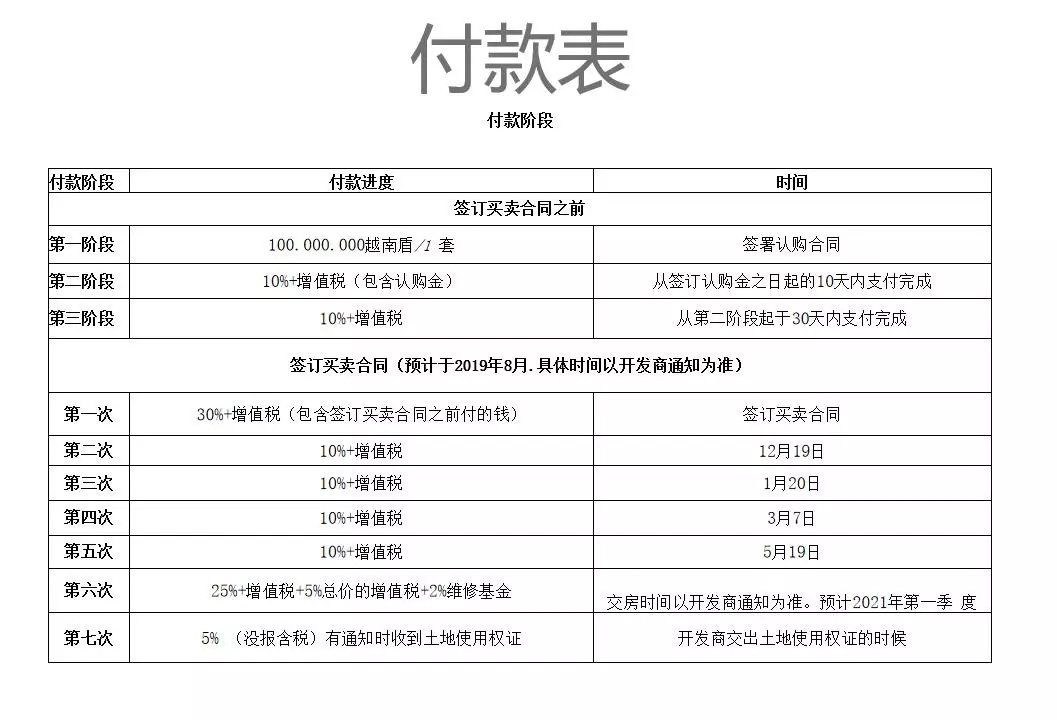 付款表
付款阶段
付款阶段 付款进度 时间
签订买卖合同之前
第一阶段 100.000.000越南盾/1 套 签署认购合同
第二阶段 10%+增值税（包含认购金） 从签订认购金之日起的10天内支付完成
第三阶段 10%+增值税 从第二阶段起于30天内支付完成
签订买卖合同（预计于2019年8月.具体时间以开发商通知为准）
第一次 30%+增值税（包含签订买卖合同之前付的钱） 签订买卖合同
第二次 10%+增值税 12月19日
第三次 10%+增值税 1月20日
第四次 10%+增值税 3月7日
第五次 10%+增值税 5月19日
第六次 25%+增值税+5%总价的增值税+2%维修基金 交房时间以开发商通知为准。预计2021年第一季 度
第七次 5% （没报含税）有通知时收到土地使用权证 开发商交出土地使用权证的时候